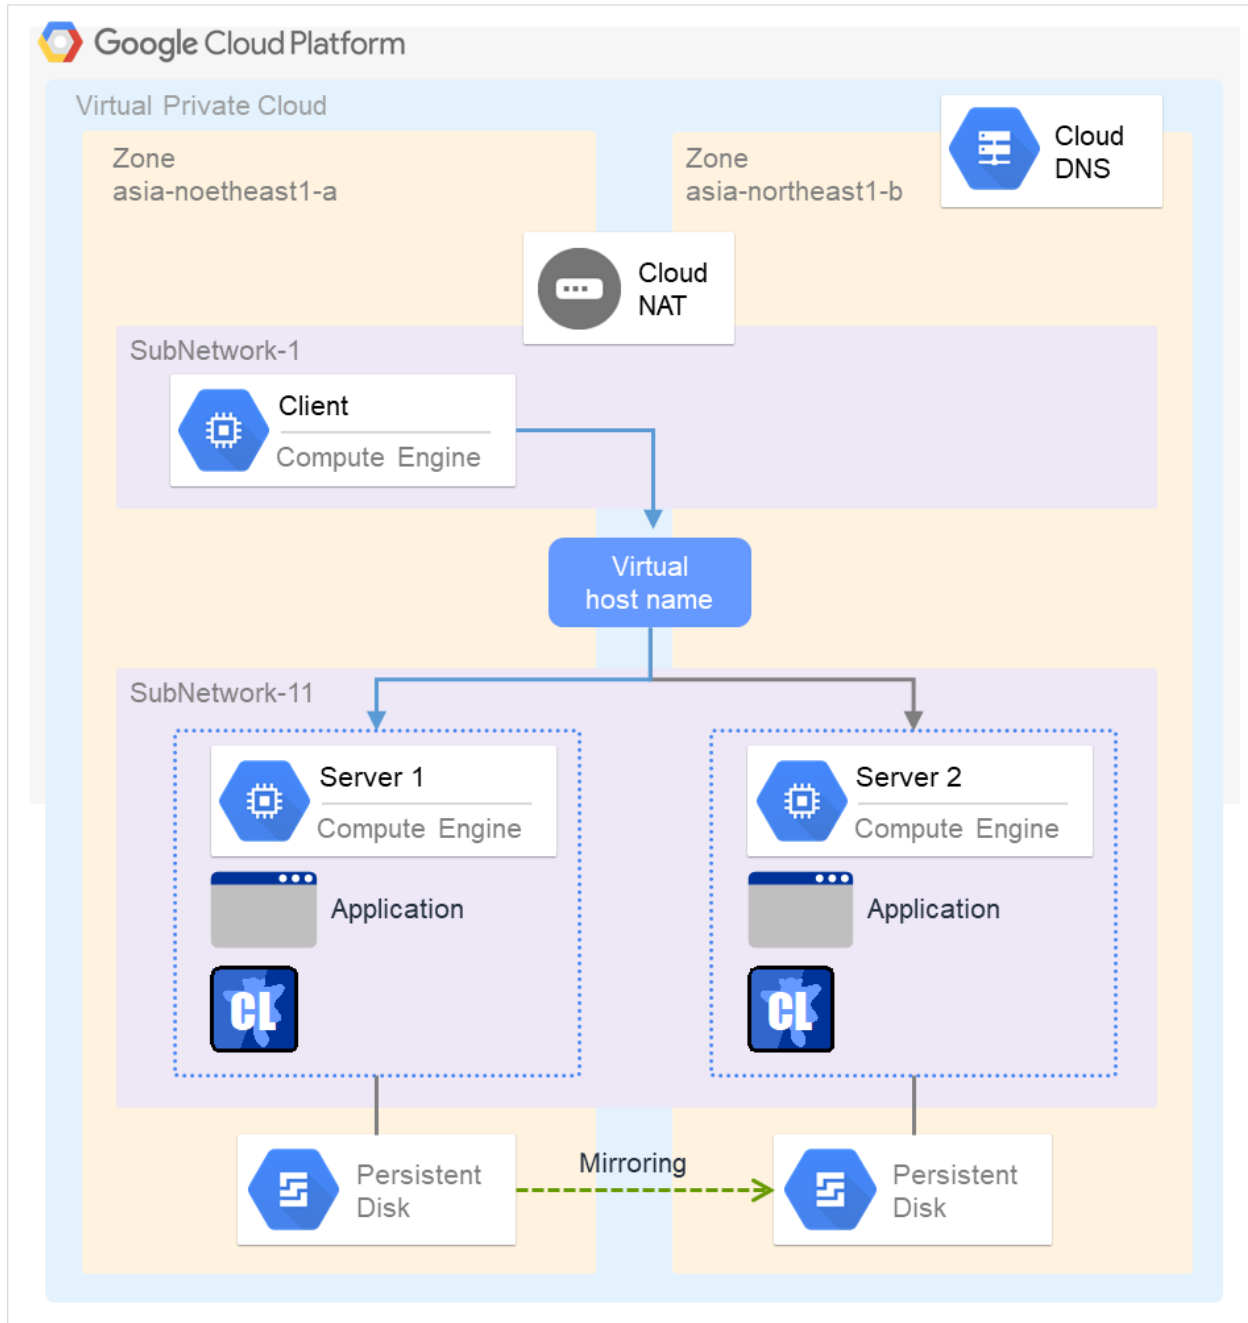 Google Cloud Platform
Virtual Private Cloud
Zone
asia-noetheast1-a
Zone
asia-northeast1-b
Cloud
DNS
Cloud
NAT
SubNetwork-1
Client
Compute Engine
Virtual
host name
SubNetwork-11
Server 1
Compute Engine
Server 2
Compute Engine
Application
Application
CL
CL
Mirroring
Persistent
Disk
Persistent
Disk